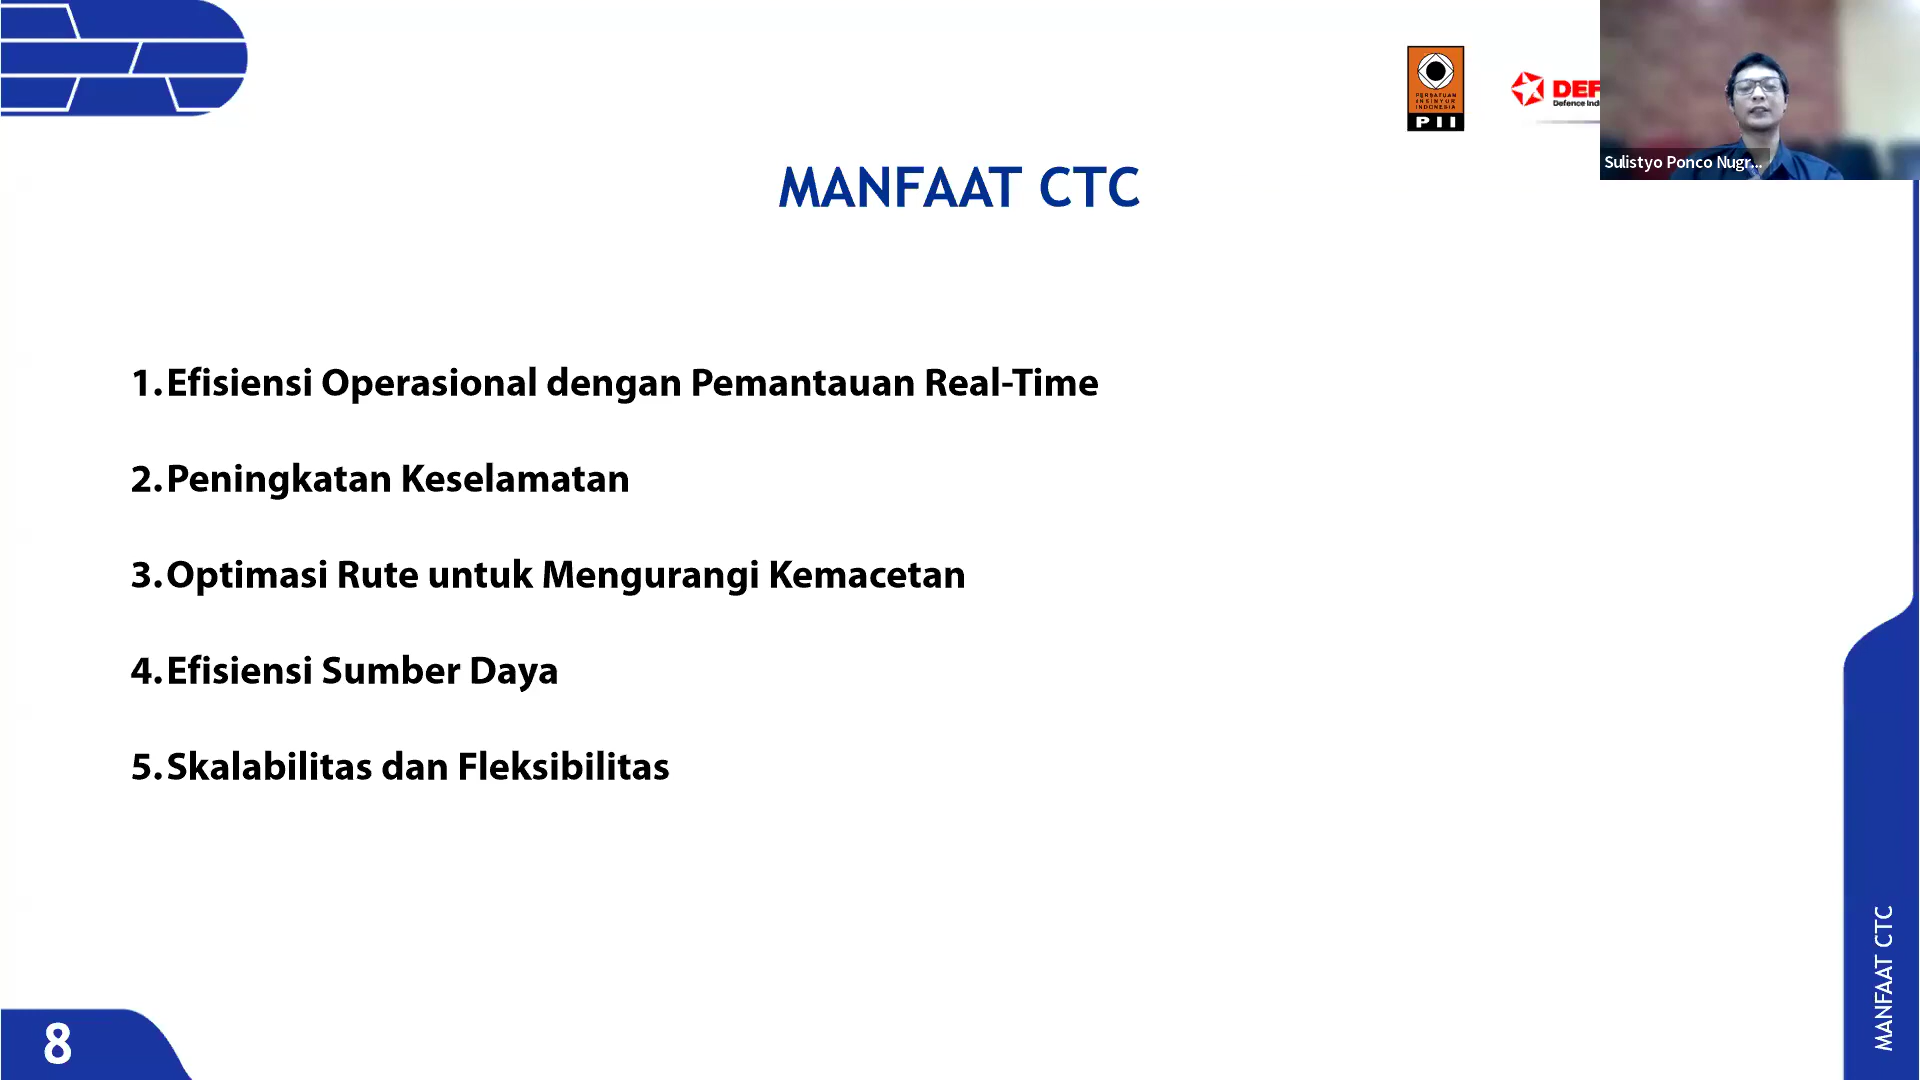 PERSATUAN
INSINYUR
INDONESIA
PII
DEF
Defence Ind
Sulistyo Ponco Nugr...
MANFAAT CTC
1. Efisiensi Operasional dengan Pemantauan Real-Time
2. Peningkatan Keselamatan
3. Optimasi Rute untuk Mengurangi Kemacetan
4. Efisiensi Sumber Daya
5. Skalabilitas dan Fleksibilitas
MANFAAT CTC
8